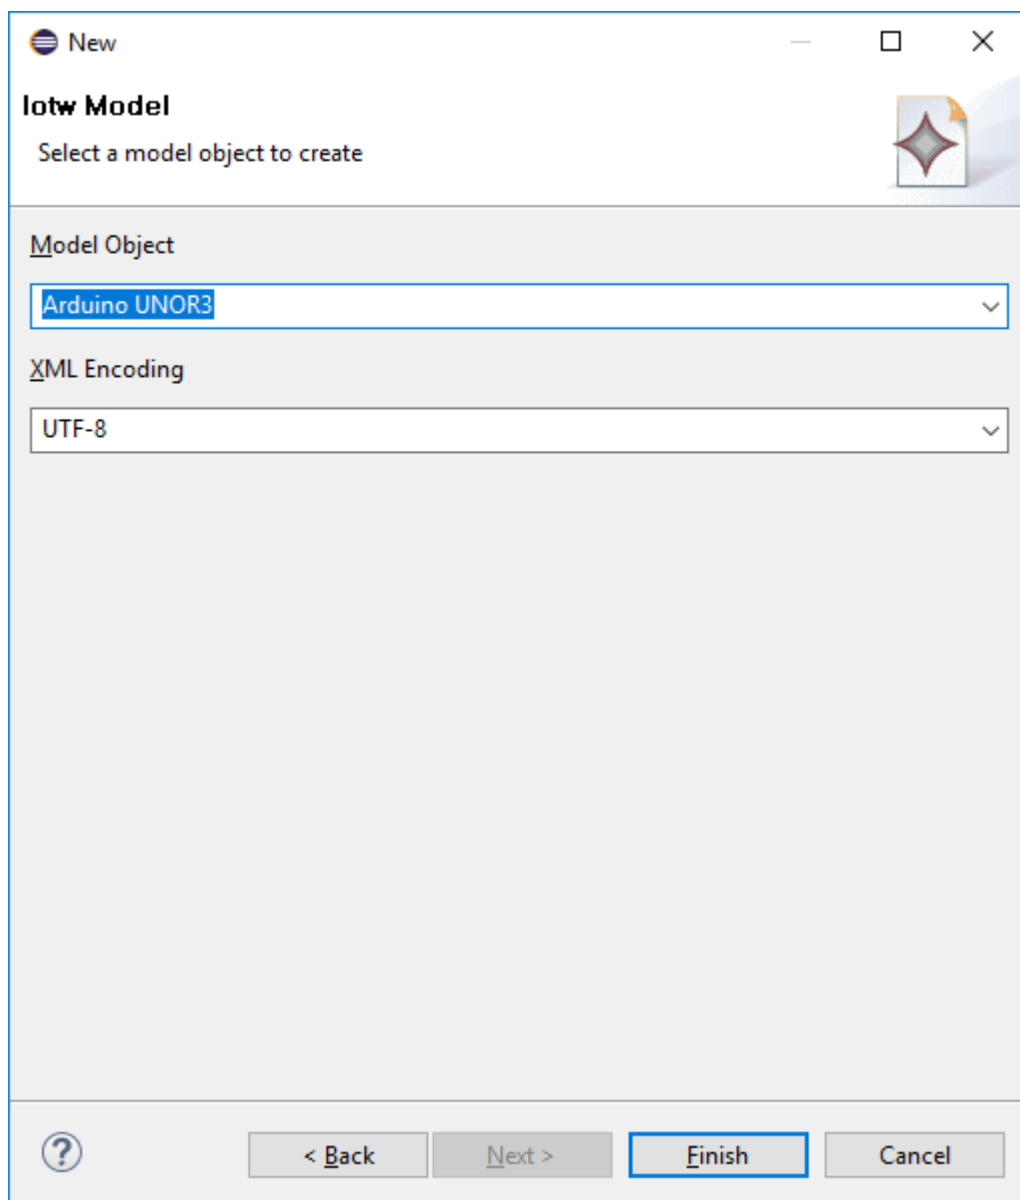 New
Iotw Model
Select a model object to create
Model Object
Arduino UNOR3
XML Encoding
UTF-8
?
< Back
Next >
Finish
Cancel